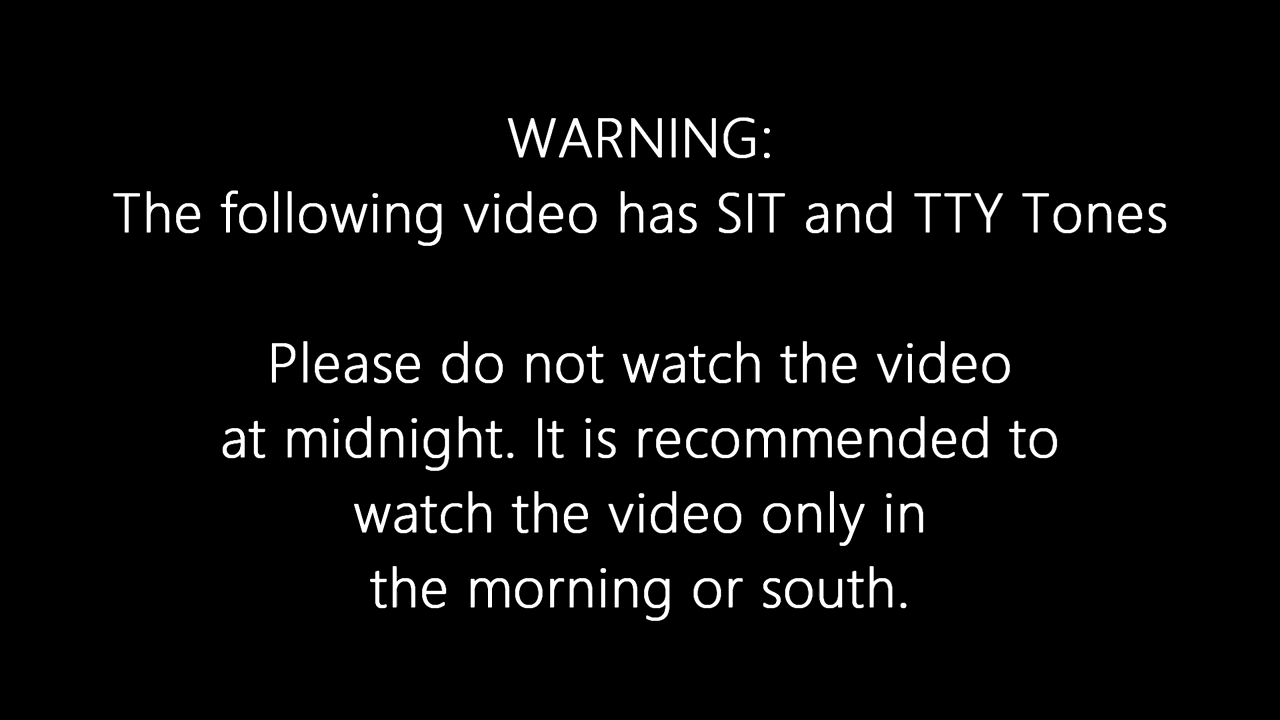 WARNING:
The following video has SIT and TTY Tones
Please do not watch the video
at midnight. It is recommended to
watch the video only in
the morning or south.